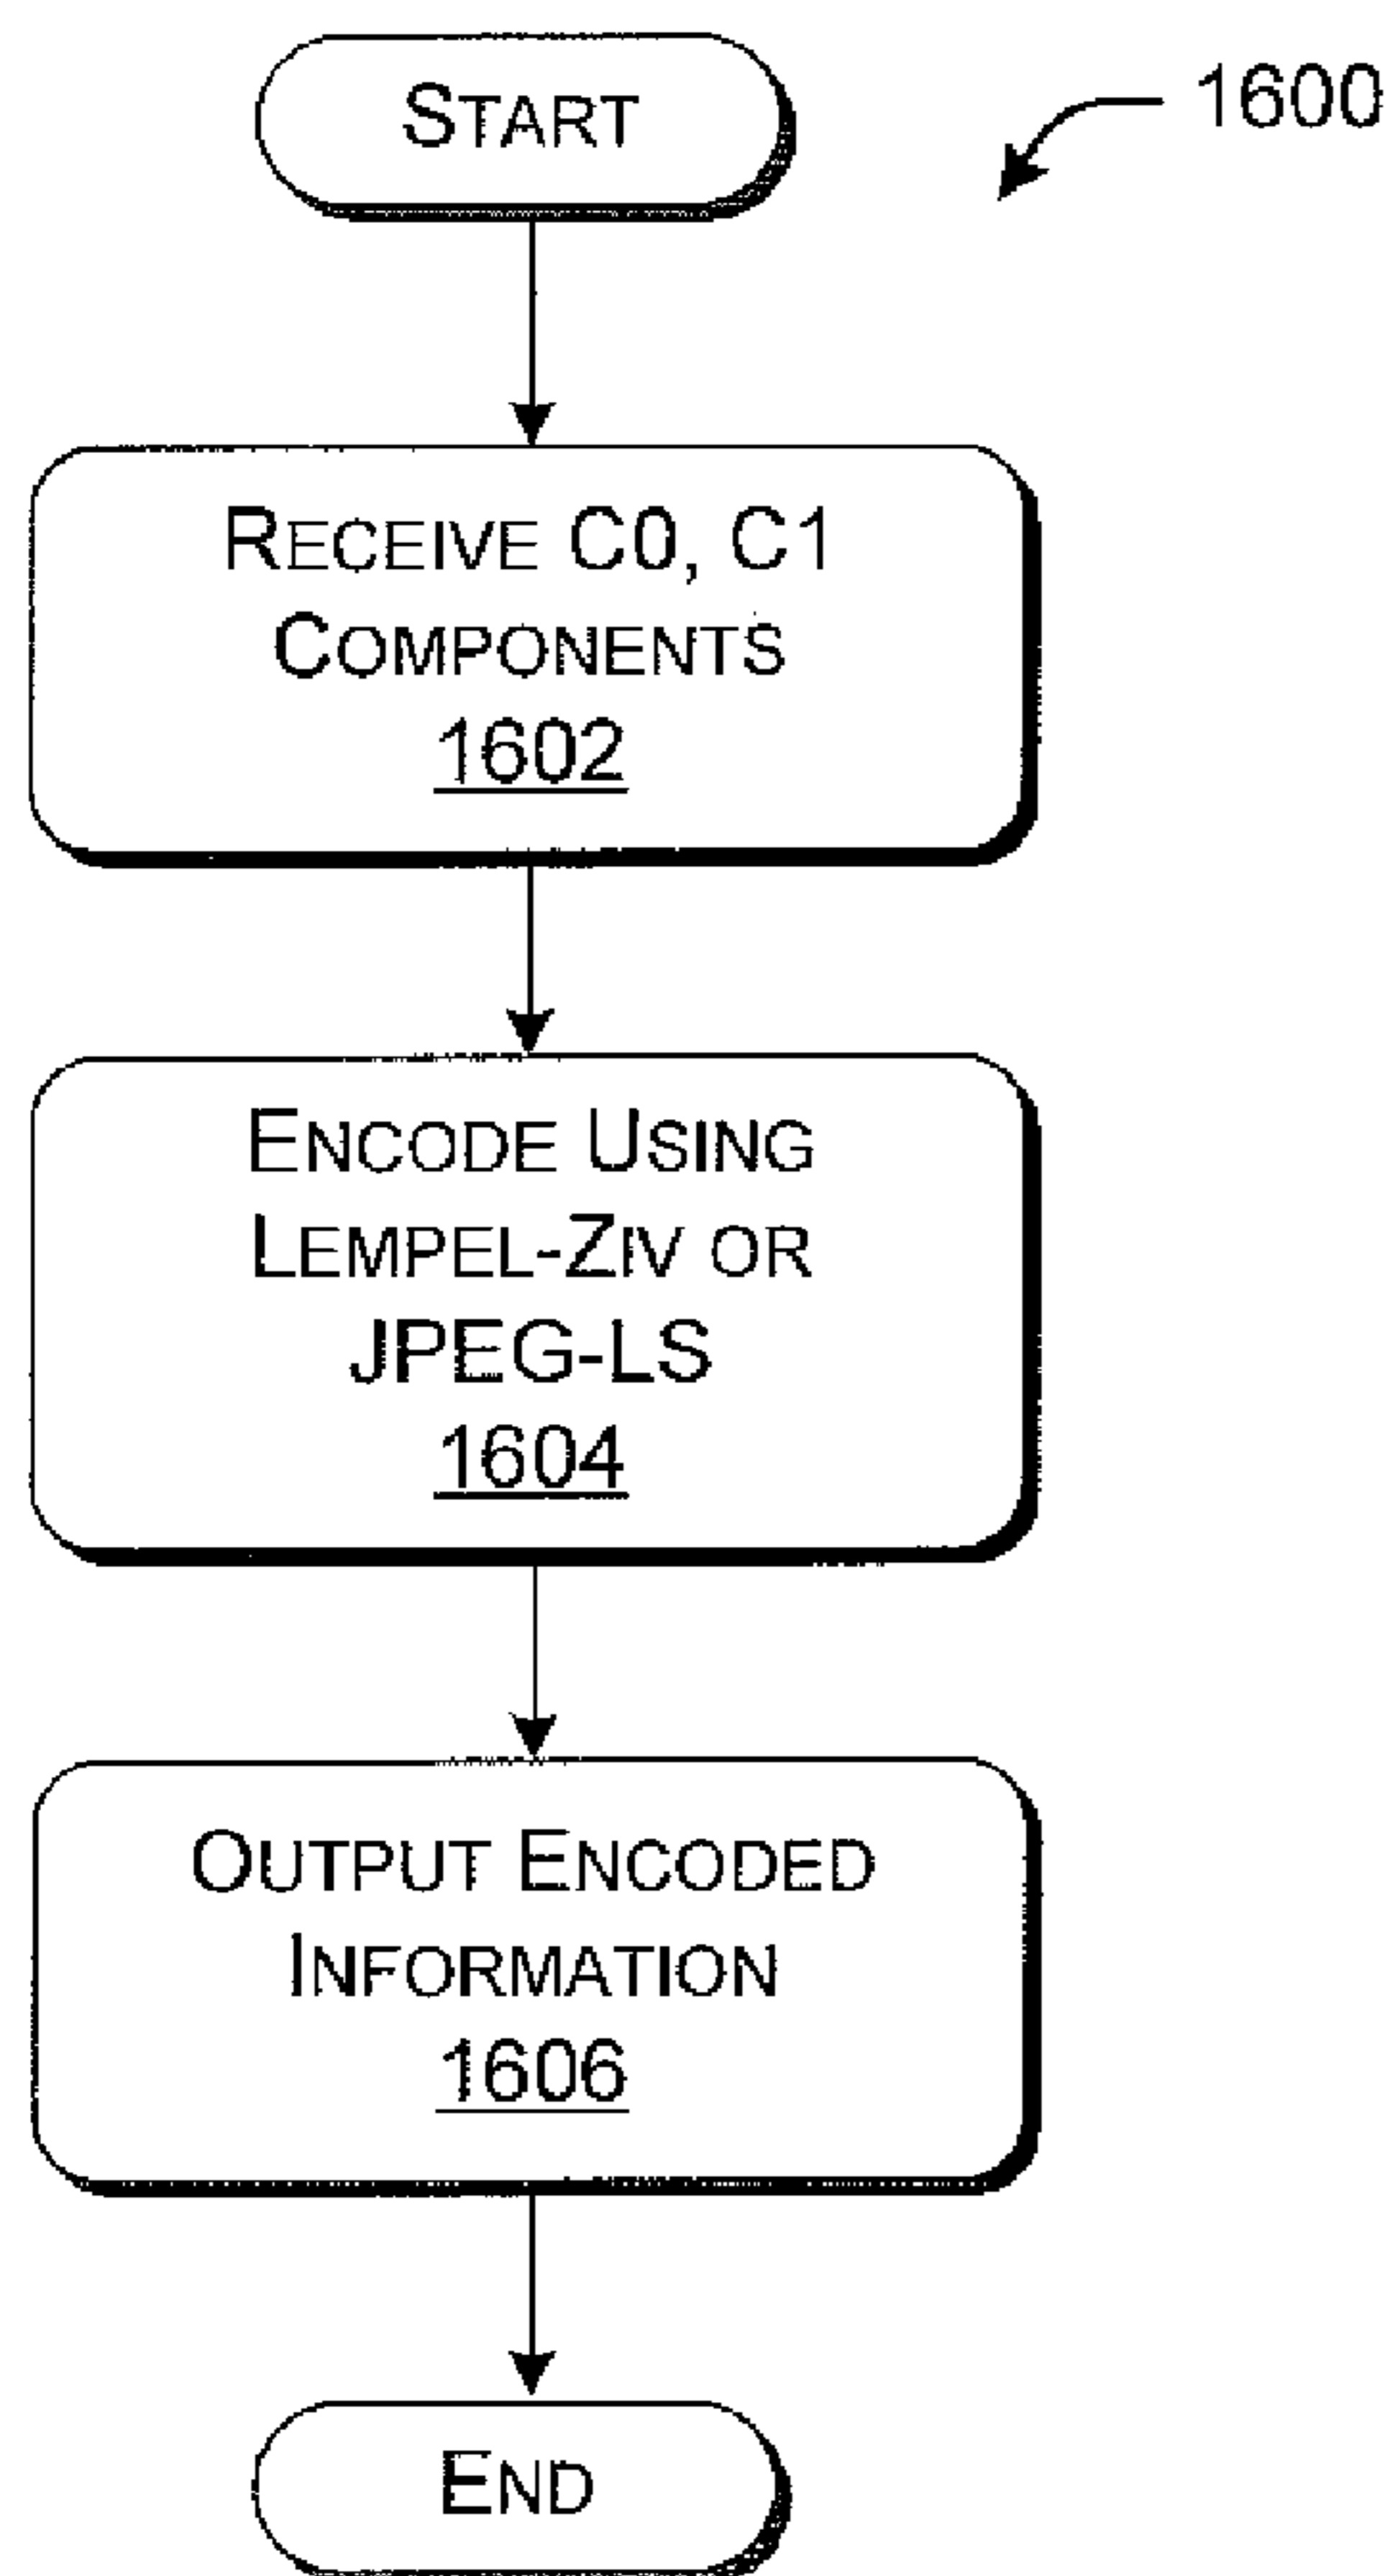 START
1600
RECEIVE C0, C1
COMPONENTS
1602
ENCODE USING
LEMPEL-ZIV OR
JPEG-LS
1604
OUTPUT ENCODED
INFORMATION
1606
END